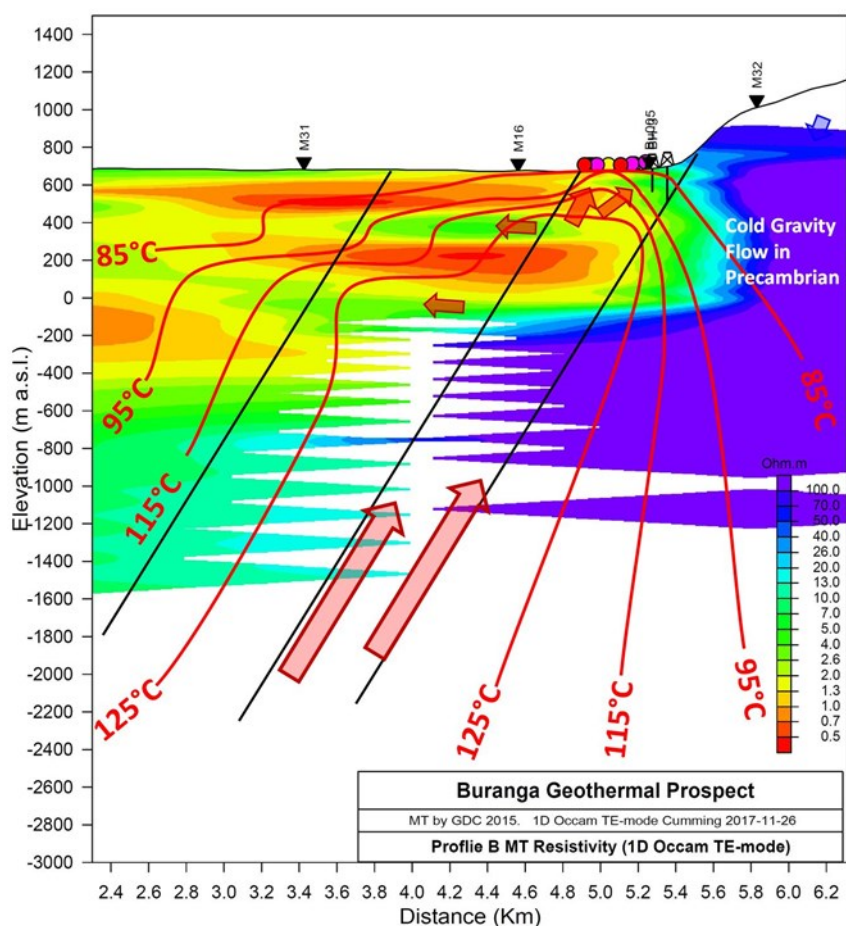 1400
1200
1000
800
600
400
200
0
-200
-400
-600
-800
-1000
-1200
-1400
-1600
-1800
-2000
-2200
-2400
-2600
-2800
-3000
Elevation (m a.s.l.)
M31
M16
M32
85°C
95°C
115°C
125°C
Cold Gravity
Flow in
Precambrian
85°C
95°C
115°C
125°C
Ohm.m
100.0
70.0
50.0
40.0
26.0
20.0
13.0
10.0
7.0
5.0
4.0
2.6
2.0
1.3
1.0
0.7
0.5
Buranga Geothermal Prospect
MT by GDC 2015. 1D Occam TE-mode Cumming 2017-11-26
Proflie B MT Resistivity (1D Occam TE-mode)
2.4 2.6 2.8 3.0 3.2 3.4 3.6 3.8 4.0 4.2 4.4 4.6 4.8 5.0 5.2 5.4 5.6 5.8 6.0 6.2
Distance (Km)